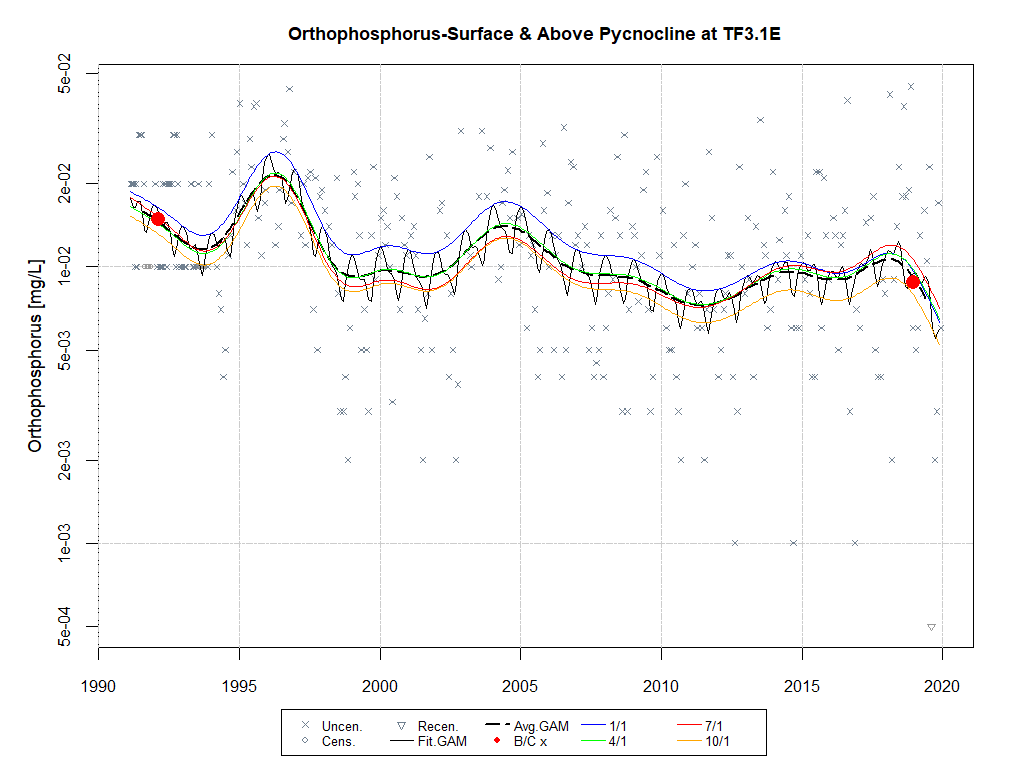 Orthophosphorus-Surface & Above Pycnocline at TF3.1E
Orthophosphorus [mg/L]
5e-02
2e-02
1e-02
5e-03
2e-03
1e-03
5e-04
1990 1995 2000 2005 2010 2015 2020
Uncen. Recen. Avg.GAM 1/1 7/1
Cens. Fit.GAM B/C x 4/1 10/1